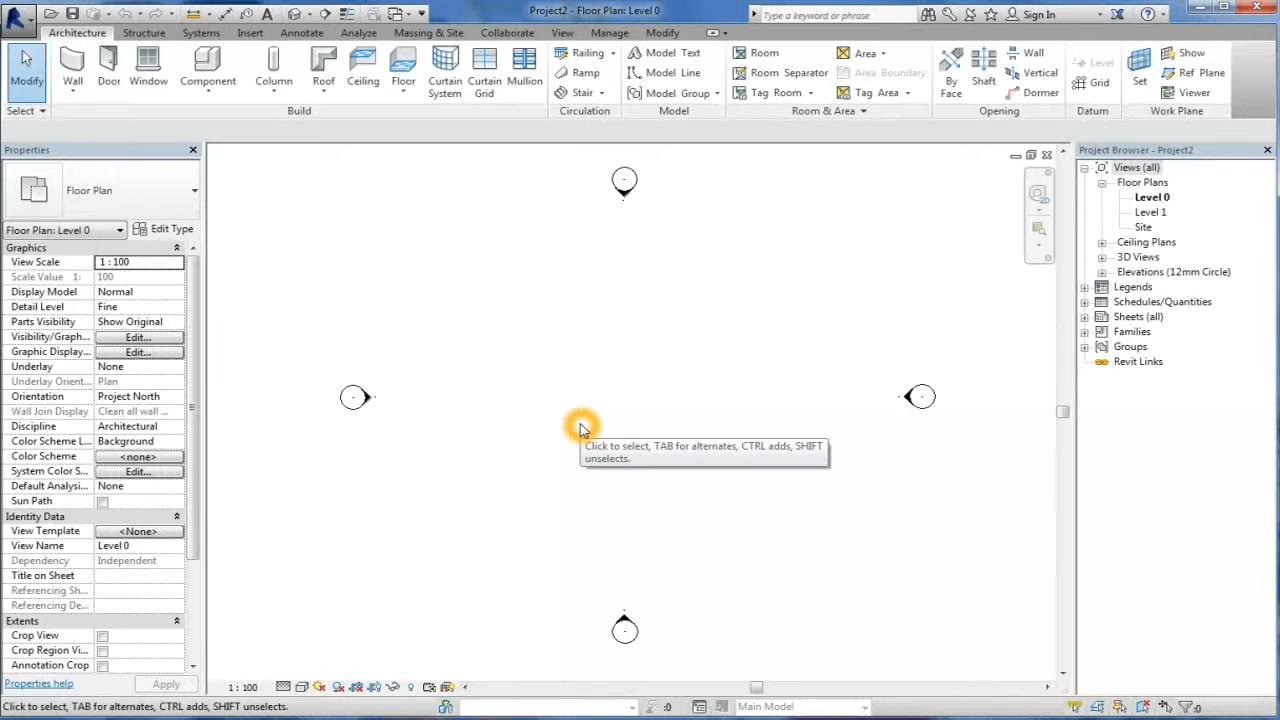 Project2 - Floor Plan: Level 0
Type a keyword or phrase
Sign In
Architecture Structure Systems Insert Annotate Analyze Massing & Site Collaborate View Manage Modify
Modify Wall Door Window Component Column Roof Ceiling Floor Curtain System Curtain Grid Mullion
Railing
Ramp
Stair
Model Text
Model Line
Model Group
Room
Room Separator
Tag Room
Area
Area Boundary
Tag Area
By Face
Shaft
Wall
Vertical
Dormer
Level
Grid
Set
Show
Ref Plane
Viewer
Select Build Circulation Model Room & Area Opening Datum Work Plane
Properties
Floor Plan
Floor Plan: Level 0 Edit Type
Graphics
View Scale 1 : 100
Scale Value 1: 100
Display Model Normal
Detail Level Fine
Parts Visibility Show Original
Visibility/Graph... Edit...
Graphic Display... Edit...
Underlay None
Underlay Orient... Plan
Orientation Project North
Wall Join Display Clean all wall ...
Discipline Architectural
Color Scheme L... Background
Color Scheme <none>
System Color S... Edit...
Default Analysi... None
Sun Path
Identity Data
View Template <None>
View Name Level 0
Dependency Independent
Title on Sheet
Referencing Sh...
Referencing De...
Extents
Crop View
Crop Region Vi...
Annotation Crop
Properties help Apply
2D
Click to select, TAB for alternates, CTRL adds, SHIFT
unselects.
Project Browser - Project2
Views (all)
Floor Plans
Level 0
Level 1
Site
Ceiling Plans
3D Views
Elevations (12mm Circle)
Legends
Schedules/Quantities
Sheets (all)
Families
Groups
Revit Links
1 : 100
Click to select, TAB for alternates, CTRL adds, SHIFT unselects. :0 Main Model :0